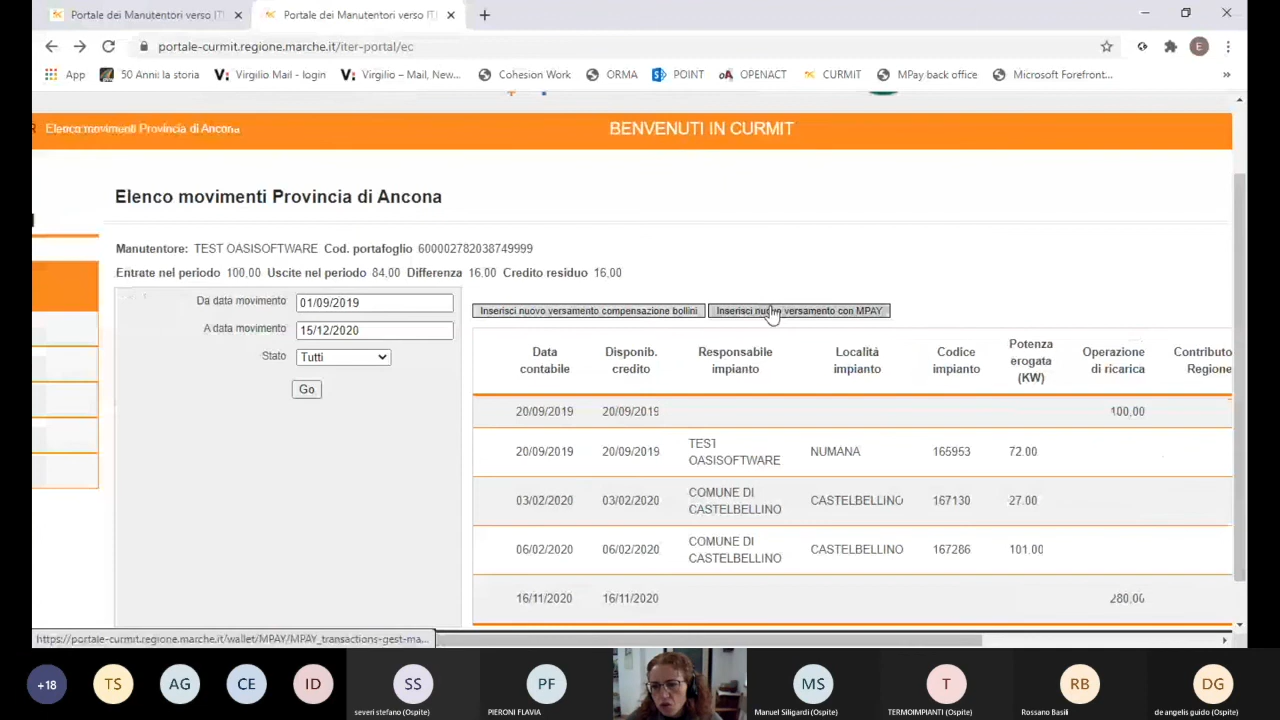 Portale dei Manutentori verso IT
Portale dei Manutentori verso IT
portale-curmit.regione.marche.it/iter-portal/ec
E
App
50 Anni: la storia
Virgilio Mail - login
Virgilio – Mail, New...
Cohesion Work
ORMA
POINT
OPENACT
CURMIT
MPay back office
Microsoft Forefront...
»
Elenco movimenti Provincia di Ancona
BENVENUTI IN CURMIT
Elenco movimenti Provincia di Ancona
Manutentore: TEST OASISOFTWARE Cod. portafoglio 600002782038749999
Entrate nel periodo 100,00 Uscite nel periodo 84,00 Differenza 16,00 Credito residuo 16,00
Da data movimento 01/09/2019
A data movimento 15/12/2020
Stato Tutti
Go
Inserisci nuovo versamento compensazione bollini
Inserisci nuovo versamento con MPAY
Data contabile
Disponib. credito
Responsabile impianto
Località impianto
Codice impianto
Potenza erogata (KW)
Operazione di ricarica
Contributo Regione
20/09/2019 20/09/2019 100,00
20/09/2019 20/09/2019 TEST OASISOFTWARE NUMANA 165953 72.00
03/02/2020 03/02/2020 COMUNE DI CASTELBELLINO CASTELBELLINO 167130 27.00
06/02/2020 06/02/2020 COMUNE DI CASTELBELLINO CASTELBELLINO 167286 101.00
16/11/2020 16/11/2020 280,00
https://portale-curmit.regione.marche.it/wallet/MPAY/MPAY_transactions-gest-ma...
+18
TS
AG
CE
ID
SS
severi stefano (Ospite)
PF
PIERONI FLAVIA
MS
Manuel Siligardi (Ospite)
T
TERMOIMPIANTI (Ospite)
RB
Rossano Basili
DG
de angelis guido (Ospite)